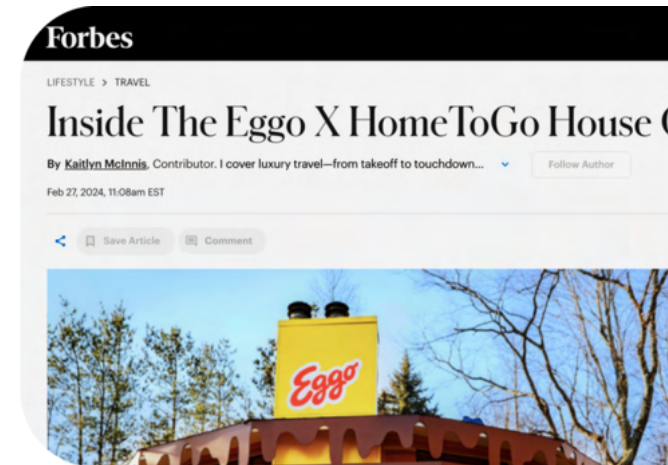 Forbes
LIFESTYLE > TRAVEL
Inside The Eggo X HomeToGo House
By Kaitlyn McInnis, Contributor. I cover luxury travel—from takeoff to touchdown...
Follow Author
Feb 27, 2024, 11:08am EST
Save Article
Comment
Eggo